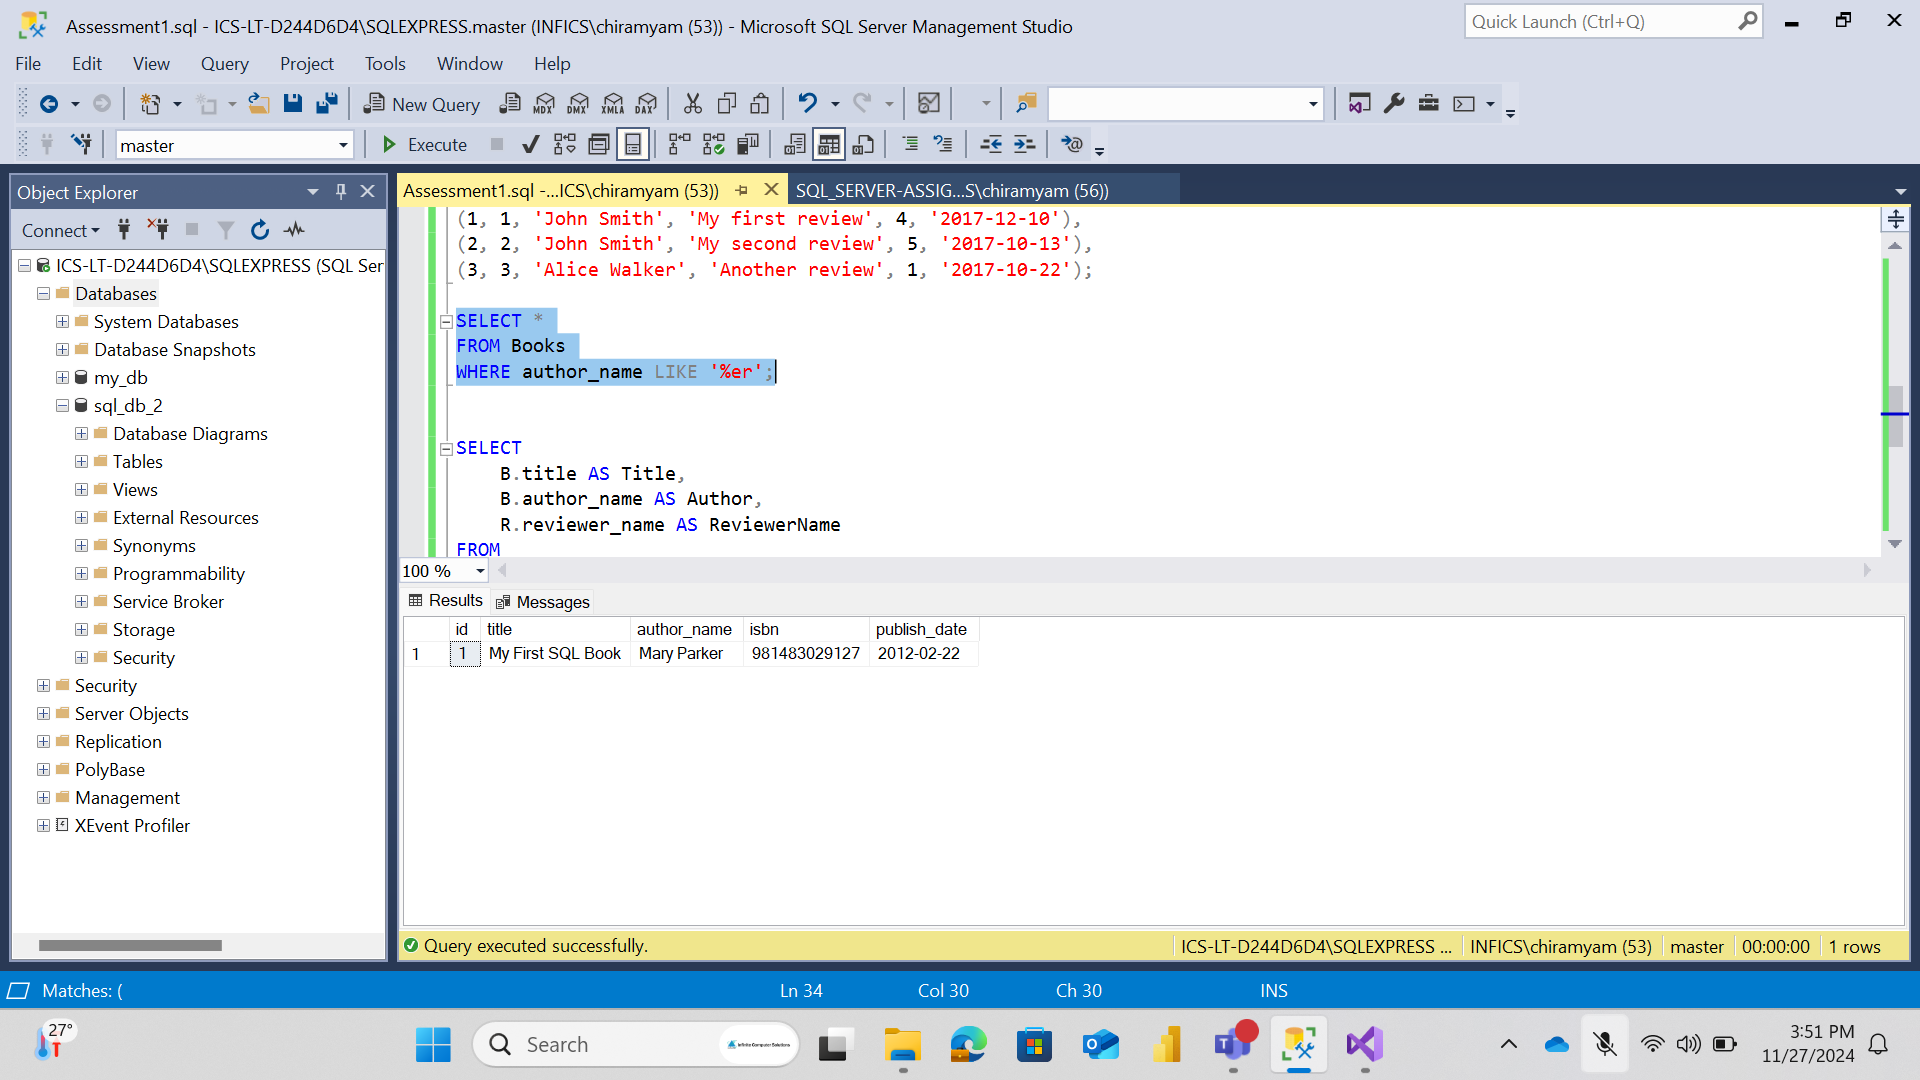 Assessment1.sql - ICS-LT-D244D6D4\SQLEXPRESS.master (INFICS\chiramyam (53)) - Microsoft SQL Server Management Studio
Quick Launch (Ctrl+Q)
File Edit View Query Project Tools Window Help
New Query MDX DMX XMLA DAX
master Execute
Object Explorer
Assessment1.sql -...ICS\chiramyam (53)) SQL_SERVER-ASSIG...S\chiramyam (56))
Connect
ICS-LT-D244D6D4\SQLEXPRESS (SQL Ser
Databases
System Databases
Database Snapshots
my_db
sql_db_2
Database Diagrams
Tables
Views
External Resources
Synonyms
Programmability
Service Broker
Storage
Security
Security
Server Objects
Replication
PolyBase
Management
XEvent Profiler
(1, 1, 'John Smith', 'My first review', 4, '2017-12-10'),
(2, 2, 'John Smith', 'My second review', 5, '2017-10-13'),
(3, 3, 'Alice Walker', 'Another review', 1, '2017-10-22');
SELECT *
FROM Books
WHERE author_name LIKE '%er';
SELECT
B.title AS Title,
B.author_name AS Author,
R.reviewer_name AS ReviewerName
FROM
100 %
Results Messages
id title author_name isbn publish_date
1 1 My First SQL Book Mary Parker 981483029127 2012-02-22
Query executed successfully. ICS-LT-D244D6D4\SQLEXPRESS ... INFICS\chiramyam (53) master 00:00:00 1 rows
Matches: ( Ln 34 Col 30 Ch 30 INS
27°
Search
Infinite Computer Solutions
3:51 PM
11/27/2024